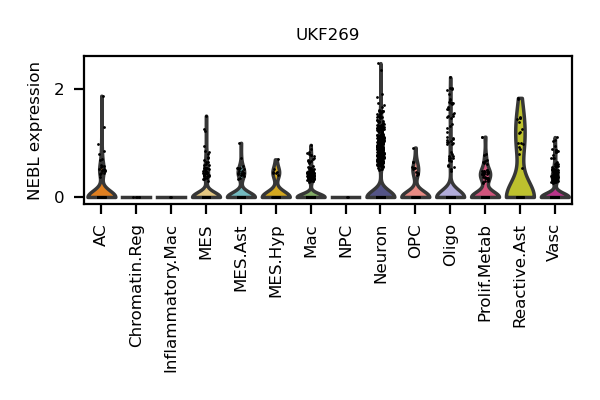 UKF269
NEBL expression
2
0
AC
Chromatin.Reg
Inflammatory.Mac
MES
MES.Ast
MES.Hyp
Mac
NPC
Neuron
OPC
Oligo
Prolif.Metab
Reactive.Ast
Vasc